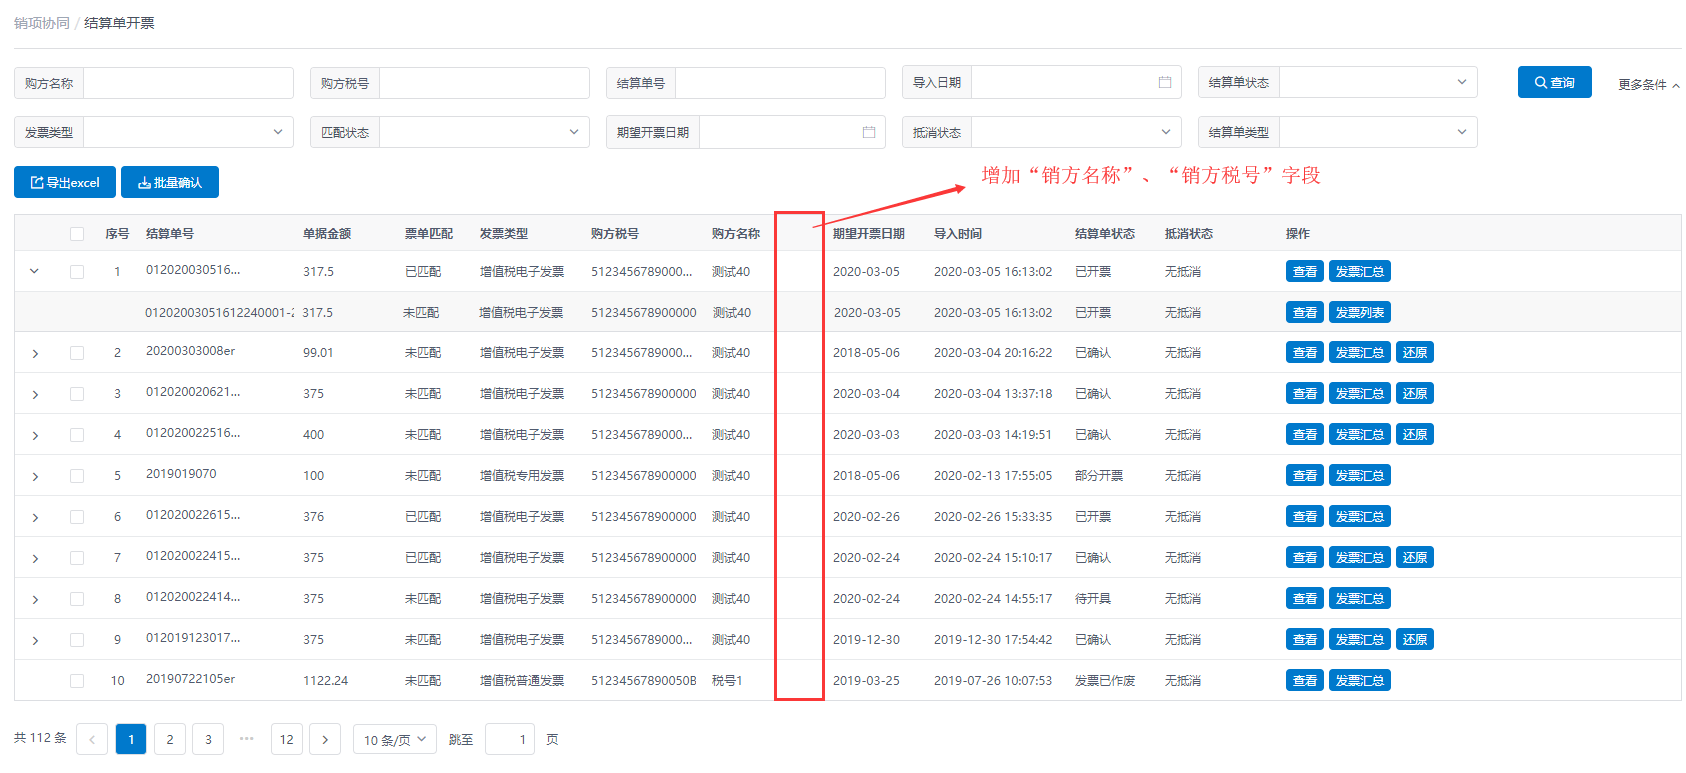 销项协同 / 结算单开票
购方名称 购方税号 结算单号 导入日期 结算单状态 查询 更多条件
发票类型 匹配状态 期望开票日期 抵消状态 结算单类型
导出excel 批量确认
增加“销方名称”、“销方税号”字段
序号 结算单号 单据金额 票单匹配 发票类型 购方税号 购方名称 期望开票日期 导入时间 结算单状态 抵消状态 操作
1 012020030516... 317.5 已匹配 增值税电子发票 5123456789000... 测试40 2020-03-05 2020-03-05 16:13:02 已开票 无抵消 查看 发票汇总
01202003051612240001-2 317.5 未匹配 增值税电子发票 512345678900000 测试40 2020-03-05 2020-03-05 16:13:02 已开票 无抵消 查看 发票列表
2 20200303008er 99.01 未匹配 增值税电子发票 5123456789000... 测试40 2018-05-06 2020-03-04 20:16:22 已确认 无抵消 查看 发票汇总 还原
3 012020020621... 375 未匹配 增值税电子发票 512345678900000 测试40 2020-03-04 2020-03-04 13:37:18 已确认 无抵消 查看 发票汇总 还原
4 012020022516... 400 未匹配 增值税电子发票 5123456789000... 测试40 2020-03-03 2020-03-03 14:19:51 已确认 无抵消 查看 发票汇总 还原
5 2019019070 100 未匹配 增值税专用发票 512345678900000 测试40 2018-05-06 2020-02-13 17:55:05 部分开票 无抵消 查看 发票汇总
6 012020022615... 376 已匹配 增值税电子发票 512345678900000 测试40 2020-02-26 2020-02-26 15:33:35 已开票 无抵消 查看 发票汇总
7 012020022415... 375 已匹配 增值税电子发票 512345678900000 测试40 2020-02-24 2020-02-24 15:10:17 已确认 无抵消 查看 发票汇总 还原
8 012020022414... 375 未匹配 增值税电子发票 512345678900000 测试40 2020-02-24 2020-02-24 14:55:17 待开具 无抵消 查看 发票汇总
9 012019123017... 375 未匹配 增值税电子发票 5123456789000... 测试40 2019-12-30 2019-12-30 17:54:42 已确认 无抵消 查看 发票汇总 还原
10 20190722105er 1122.24 未匹配 增值税普通发票 51234567890050B 税号1 2019-03-25 2019-07-26 10:07:53 发票已作废 无抵消 查看 发票汇总
共 112 条 1 2 3 ••• 12 10 条/页 跳至 1 页